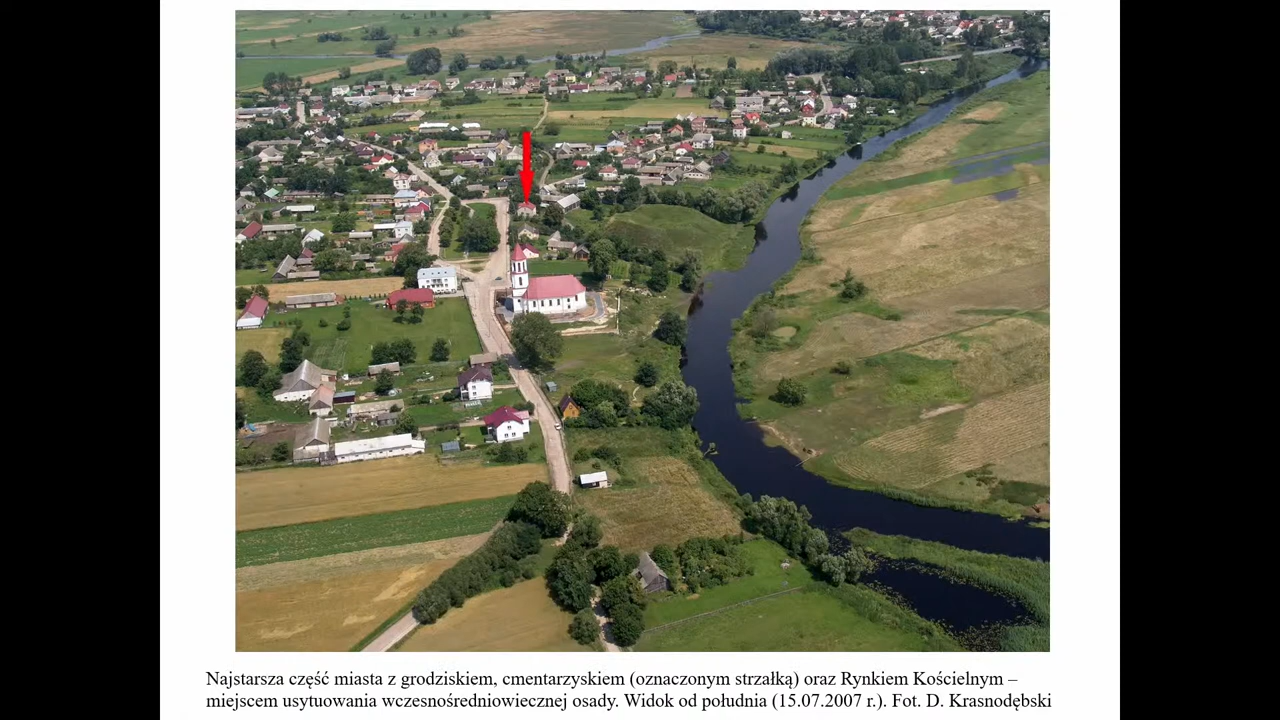 Najstarsza część miasta z grodziskiem, cmentarzyskiem (oznaczonym strzałką) oraz Rynkiem Kościelnym –
miejscem usytuowania wczesnośredniowiecznej osady. Widok od południa (15.07.2007 r.). Fot. D. Krasnodębski